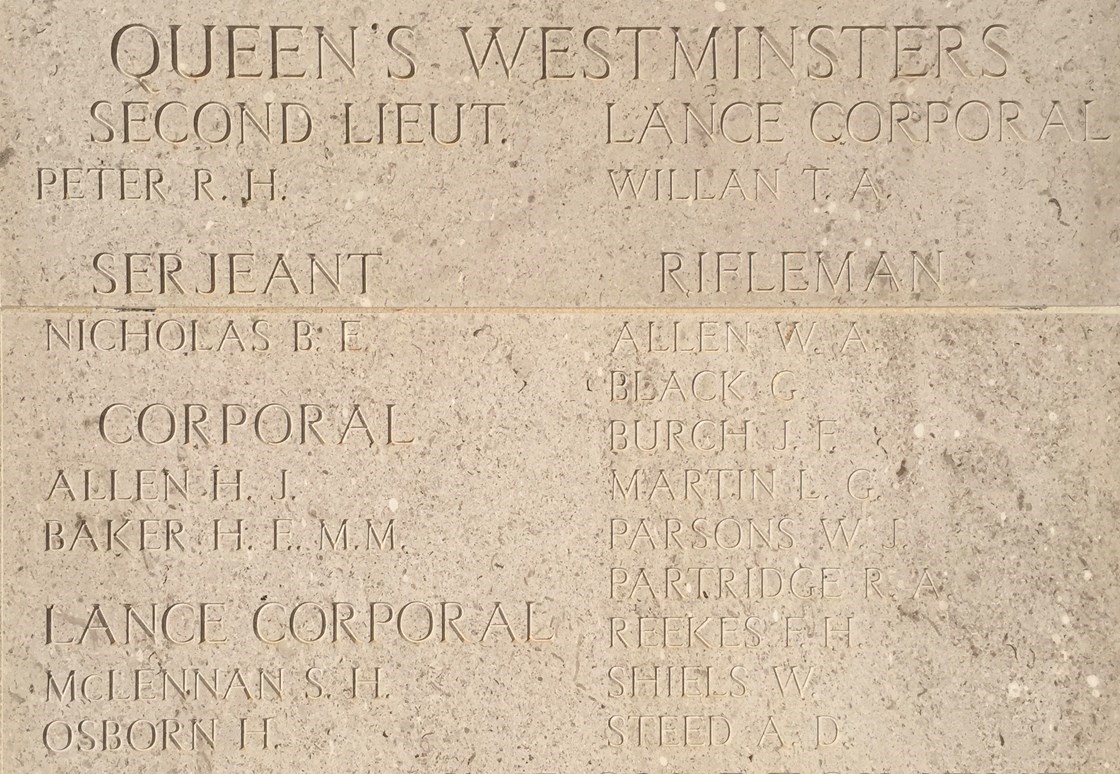 QUEEN'S WESTMINSTERS
SECOND LIEUT.
PETER R. H.
SERJEANT
NICHOLAS B. E.
CORPORAL
ALLEN H. J.
BAKER H. E. M.M.
LANCE CORPORAL
McLENNAN S. H.
OSBORN H.
LANCE CORPORAL
WILLAN T. A.
RIFLEMAN
ALLEN W. A.
BLACK G.
BURCH J. F.
MARTIN L. G.
PARSONS W. J.
PARTRIDGE R. A.
REEKES F. H.
SHIELS W.
STEED A. D.